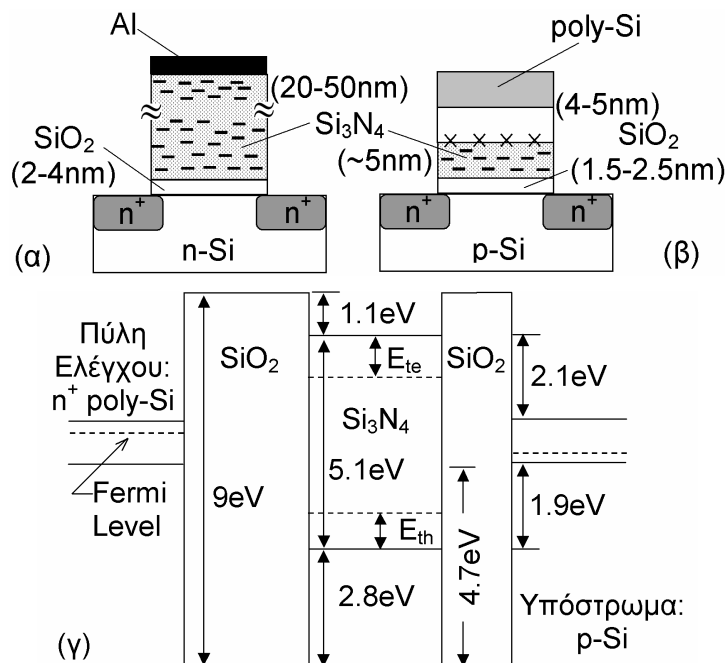 Al
(20-50nm)
SiO₂
(2-4nm)
Si₃N₄
n⁺
n⁺
n-Si
(α)
poly-Si
(4-5nm)
SiO₂
(~5nm)
(1.5-2.5nm)
n⁺
n⁺
p-Si
(β)
Πύλη
Ελέγχου:
n⁺ poly-Si
Fermi
Level
SiO₂
9eV
1.1eV
E_te
Si₃N₄
5.1eV
E_th
2.8eV
SiO₂
4.7eV
2.1eV
1.9eV
Υπόστρωμα:
p-Si
(γ)